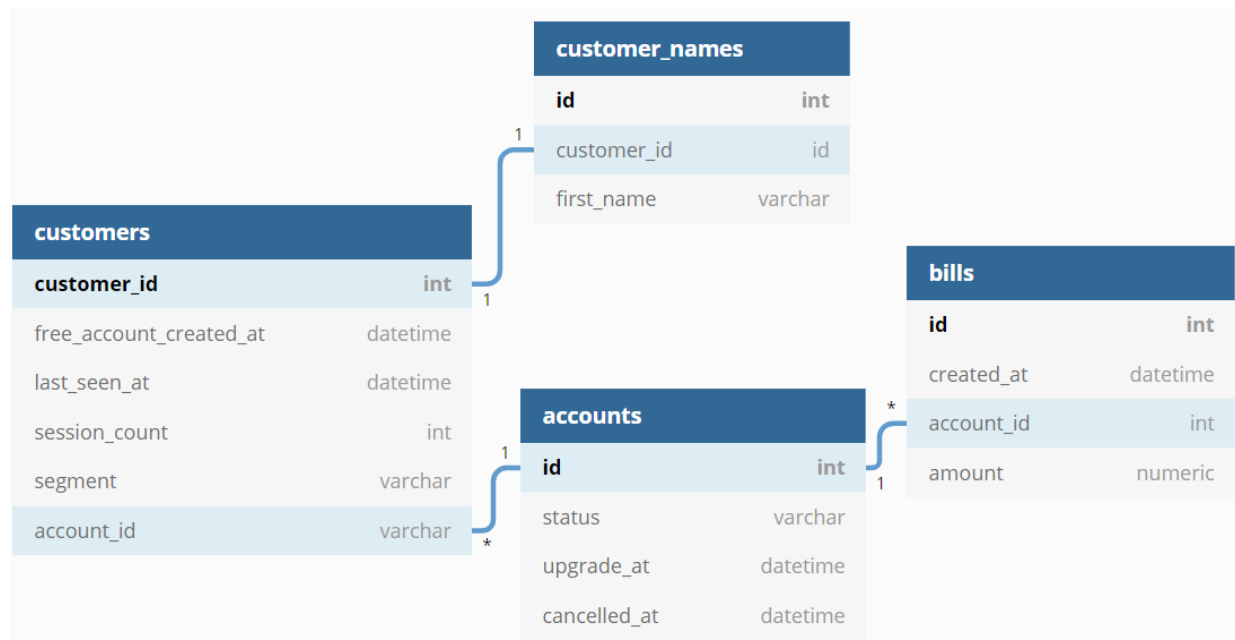 customer_names
id int
customer_id id
first_name varchar
1
customers
customer_id int
1
free_account_created_at datetime
last_seen_at datetime
session_count int
segment varchar
account_id varchar
*
accounts
1
id int
1
status varchar
upgrade_at datetime
cancelled_at datetime
bills
id int
created_at datetime
*
account_id int
amount numeric